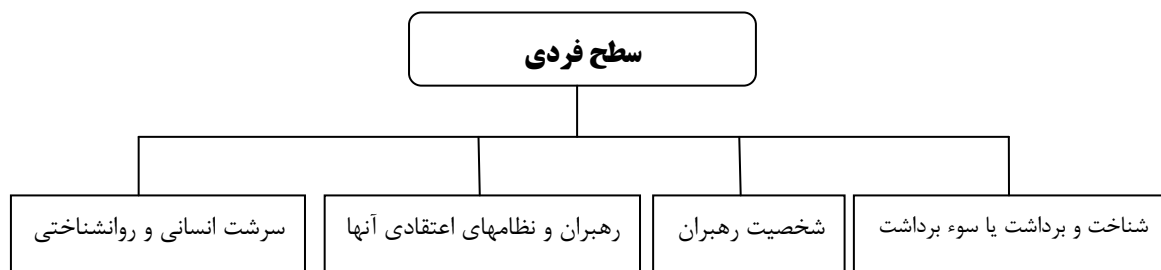 سطح فردی
شناخت و برداشت یا سوء برداشت
شخصیت رهبران
رهبران و نظامهای اعتقادی آنها
سرشت انسانی و روانشناختی